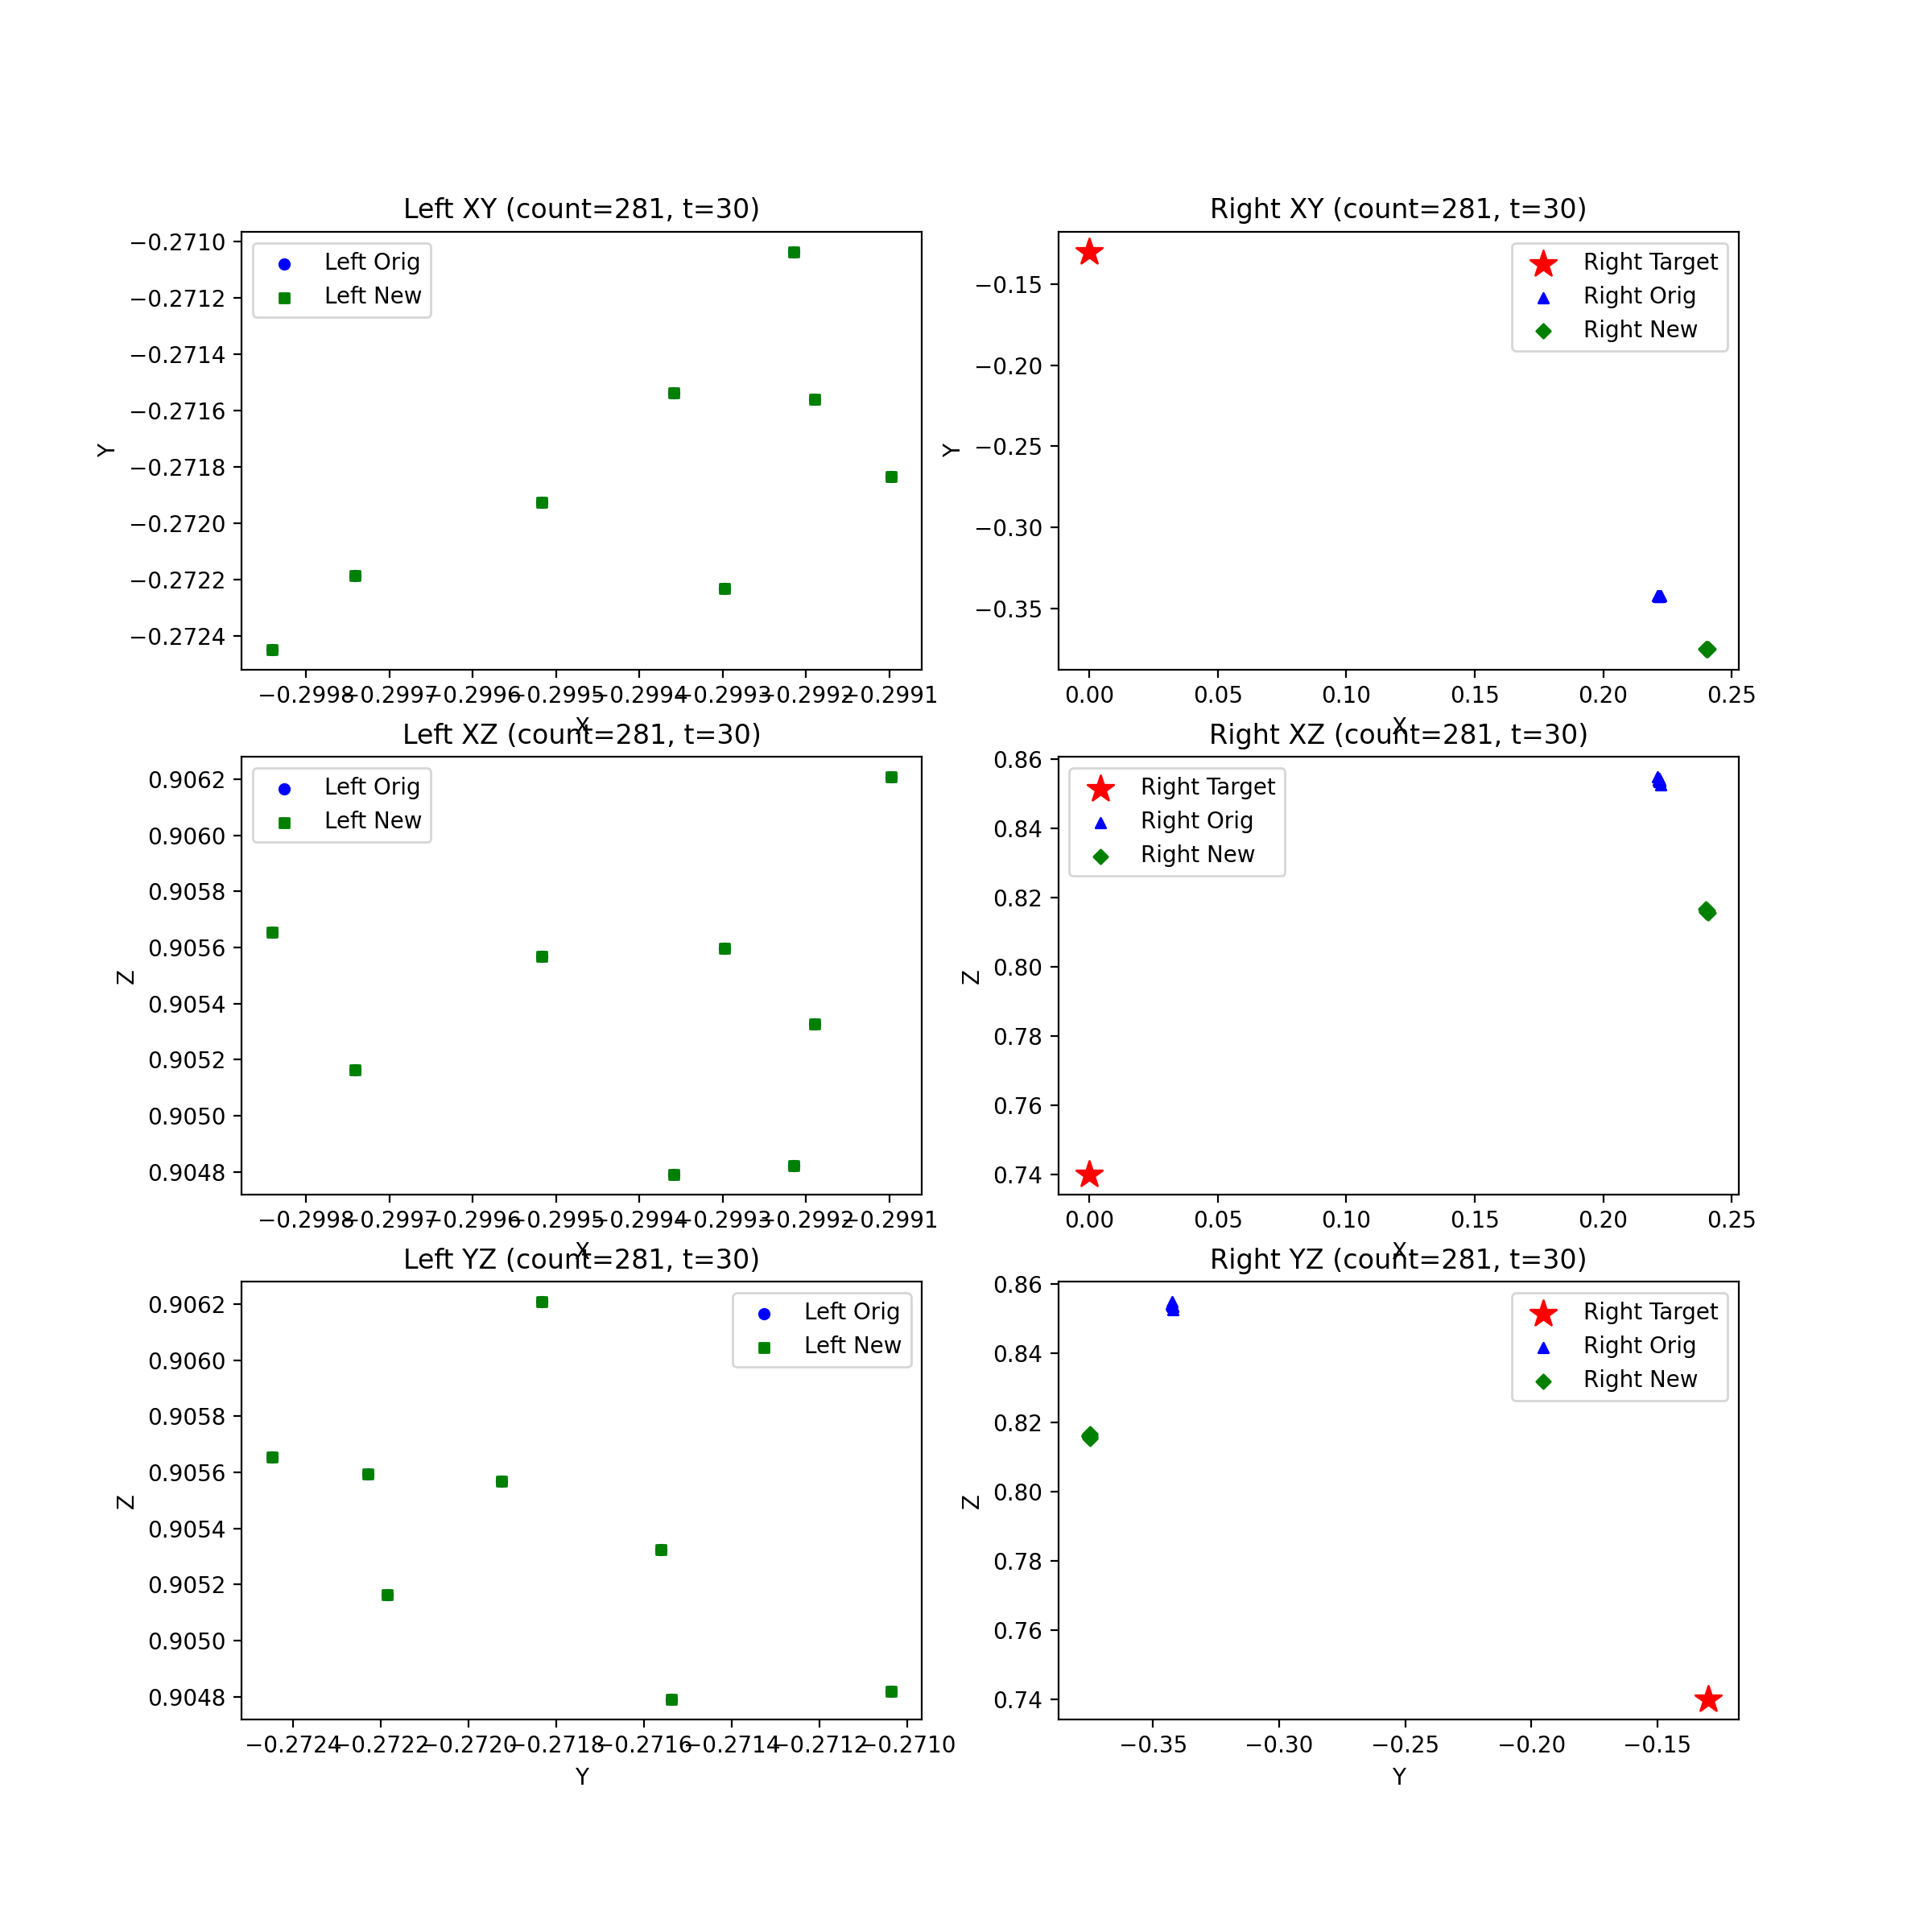 Left XY (count=281, t=30)
−0.2710
−0.2712
−0.2714
−0.2716
−0.2718
−0.2720
−0.2722
−0.2724
Y
Left Orig
Left New
−0.2998 −0.2997 −0.2996 −0.2995 −0.2994 −0.2993 −0.2992 −0.2991
X
Right XY (count=281, t=30)
−0.15
−0.20
−0.25
−0.30
−0.35
Y
Right Target
Right Orig
Right New
0.00 0.05 0.10 0.15 0.20 0.25
X
Left XZ (count=281, t=30)
0.9062
0.9060
0.9058
0.9056
0.9054
0.9052
0.9050
0.9048
Z
Left Orig
Left New
−0.2998 −0.2997 −0.2996 −0.2995 −0.2994 −0.2993 −0.2992 −0.2991
X
Right XZ (count=281, t=30)
0.86
0.84
0.82
0.80
0.78
0.76
0.74
Z
Right Target
Right Orig
Right New
0.00 0.05 0.10 0.15 0.20 0.25
X
Left YZ (count=281, t=30)
0.9062
0.9060
0.9058
0.9056
0.9054
0.9052
0.9050
0.9048
Z
Left Orig
Left New
−0.2724 −0.2722 −0.2720 −0.2718 −0.2716 −0.2714 −0.2712 −0.2710
Y
Right YZ (count=281, t=30)
0.86
0.84
0.82
0.80
0.78
0.76
0.74
Z
Right Target
Right Orig
Right New
−0.35 −0.30 −0.25 −0.20 −0.15
Y